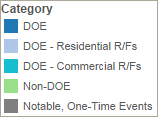 Category
DOE
DOE - Residential R/Fs
DOE - Commercial R/Fs
Non-DOE
Notable, One-Time Events